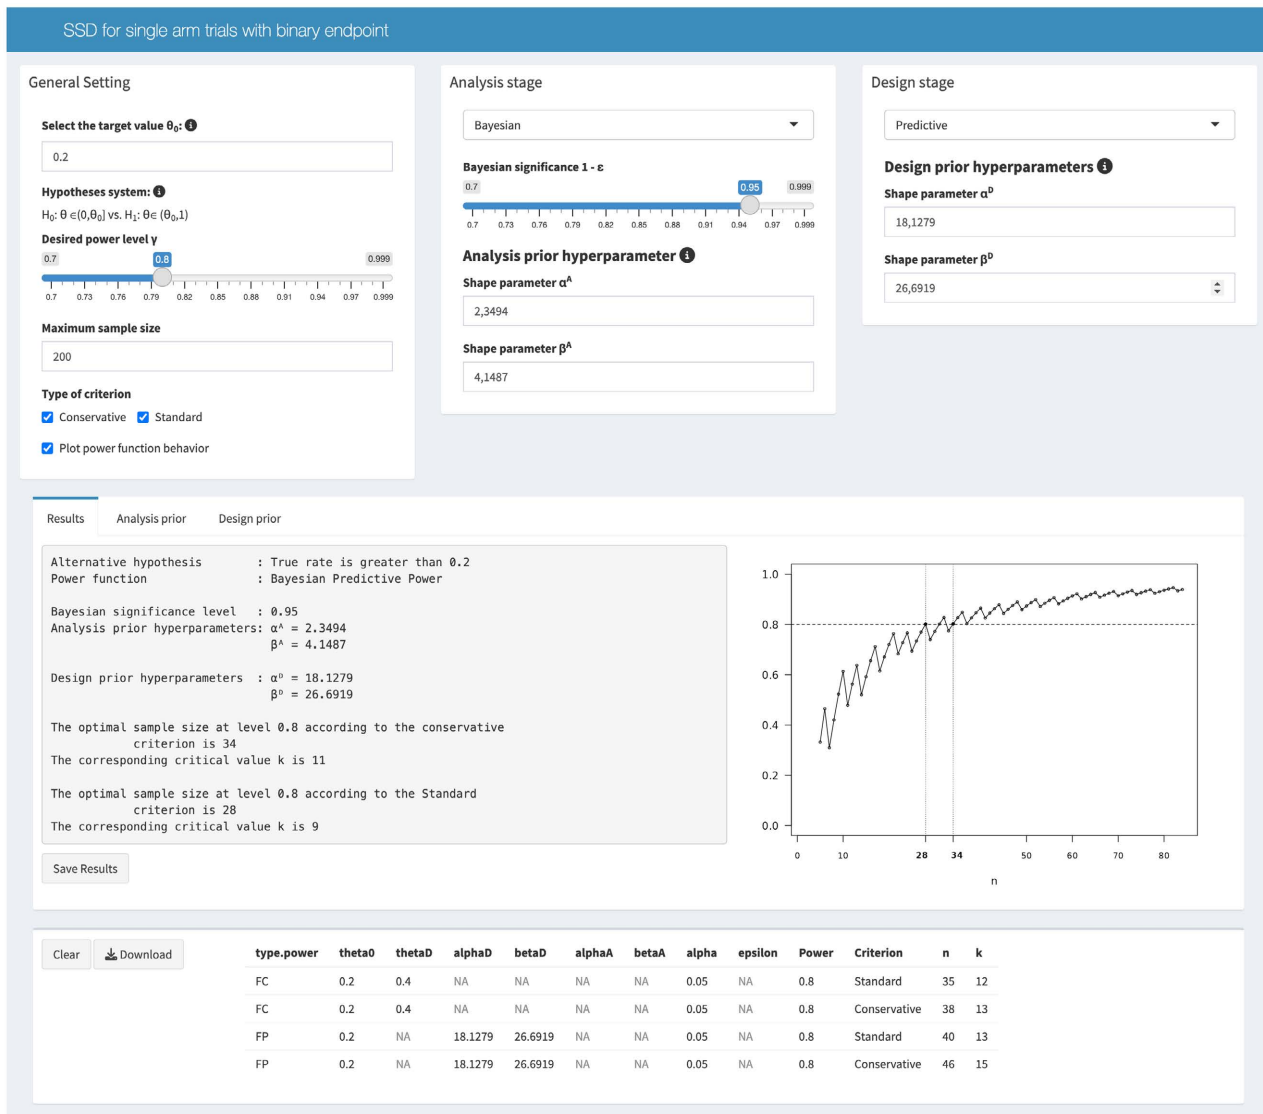 SSD for single arm trials with binary endpoint
General Setting
Select the target value θ₀:
0.2
Hypotheses system:
H₀: θ ∈(0,θ₀] vs. H₁: θ∈ (θ₀,1)
Desired power level γ
0.7 0.8 0.999
0.7 0.73 0.76 0.79 0.82 0.85 0.88 0.91 0.94 0.97 0.999
Maximum sample size
200
Type of criterion
Conservative Standard
Plot power function behavior
Analysis stage
Bayesian
Bayesian significance 1 - ε
0.7 0.95 0.999
0.7 0.73 0.76 0.79 0.82 0.85 0.88 0.91 0.94 0.97 0.999
Analysis prior hyperparameter
Shape parameter αᴬ
2,3494
Shape parameter βᴬ
4,1487
Design stage
Predictive
Design prior hyperparameters
Shape parameter αᴰ
18,1279
Shape parameter βᴰ
26,6919
Results Analysis prior Design prior
Alternative hypothesis : True rate is greater than 0.2
Power function : Bayesian Predictive Power
Bayesian significance level : 0.95
Analysis prior hyperparameters: αᴬ = 2.3494
βᴬ = 4.1487
Design prior hyperparameters : αᴰ = 18.1279
βᴰ = 26.6919
The optimal sample size at level 0.8 according to the conservative
criterion is 34
The corresponding critical value k is 11
The optimal sample size at level 0.8 according to the Standard
criterion is 28
The corresponding critical value k is 9
Save Results
1.0
0.8
0.6
0.4
0.2
0.0
0 10 28 34 50 60 70 80
n
Clear Download
type.power theta0 thetaD alphaD betaD alphaA betaA alpha epsilon Power Criterion n k
FC 0.2 0.4 NA NA NA NA 0.05 NA 0.8 Standard 35 12
FC 0.2 0.4 NA NA NA NA 0.05 NA 0.8 Conservative 38 13
FP 0.2 NA 18.1279 26.6919 NA NA 0.05 NA 0.8 Standard 40 13
FP 0.2 NA 18.1279 26.6919 NA NA 0.05 NA 0.8 Conservative 46 15